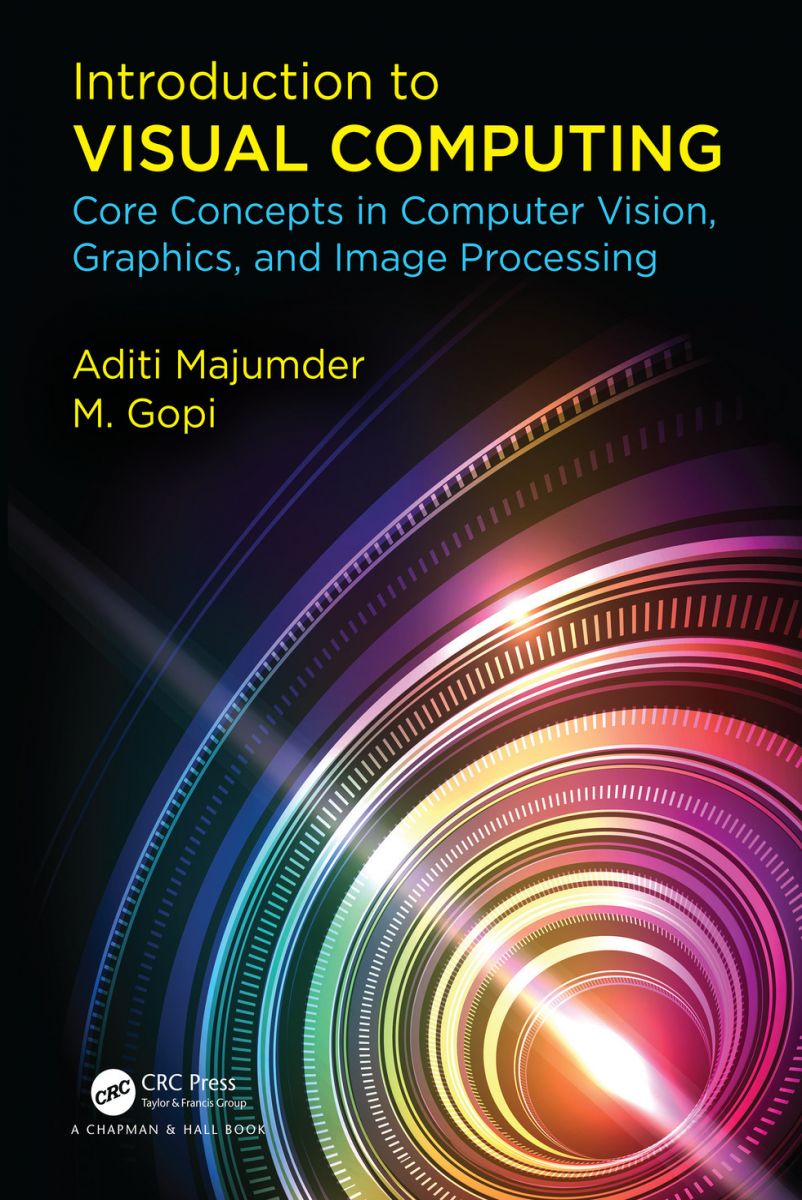 Introduction to
VISUAL COMPUTING
Core Concepts in Computer Vision,
Graphics, and Image Processing
Aditi Majumder
M. Gopi
CRC
CRC Press
Taylor & Francis Group
A CHAPMAN & HALL BOOK